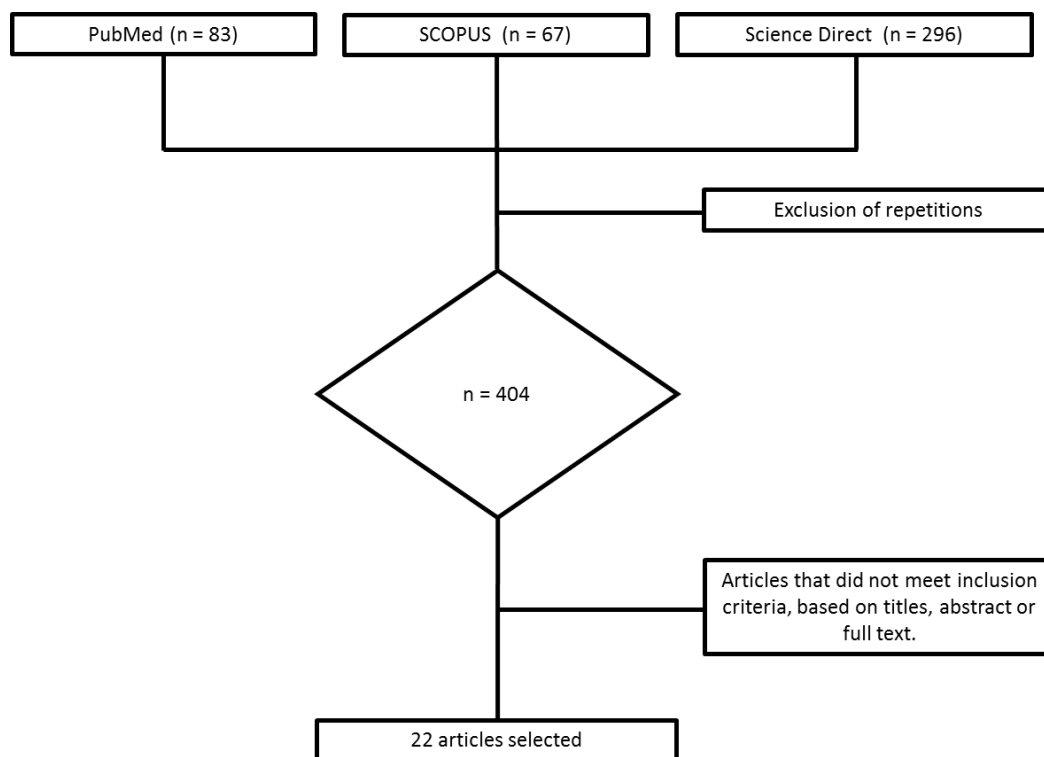 PubMed (n = 83)
SCOPUS (n = 67)
Science Direct (n = 296)
Exclusion of repetitions
n = 404
Articles that did not meet inclusion
criteria, based on titles, abstract or
full text.
22 articles selected